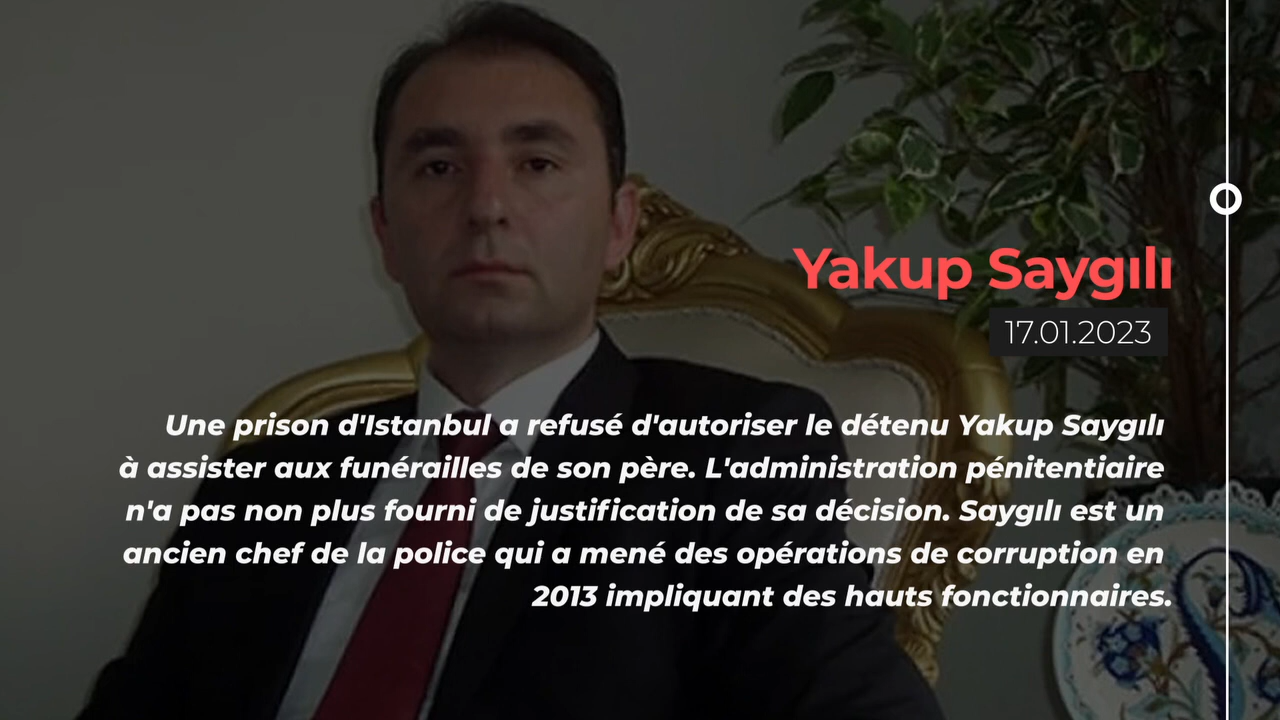 Yakup Saygılı
17.01.2023
Une prison d'Istanbul a refusé d'autoriser le détenu Yakup Saygılı
à assister aux funérailles de son père. L'administration pénitentiaire
n'a pas non plus fourni de justification de sa décision. Saygılı est un
ancien chef de la police qui a mené des opérations de corruption en
2013 impliquant des hauts fonctionnaires.